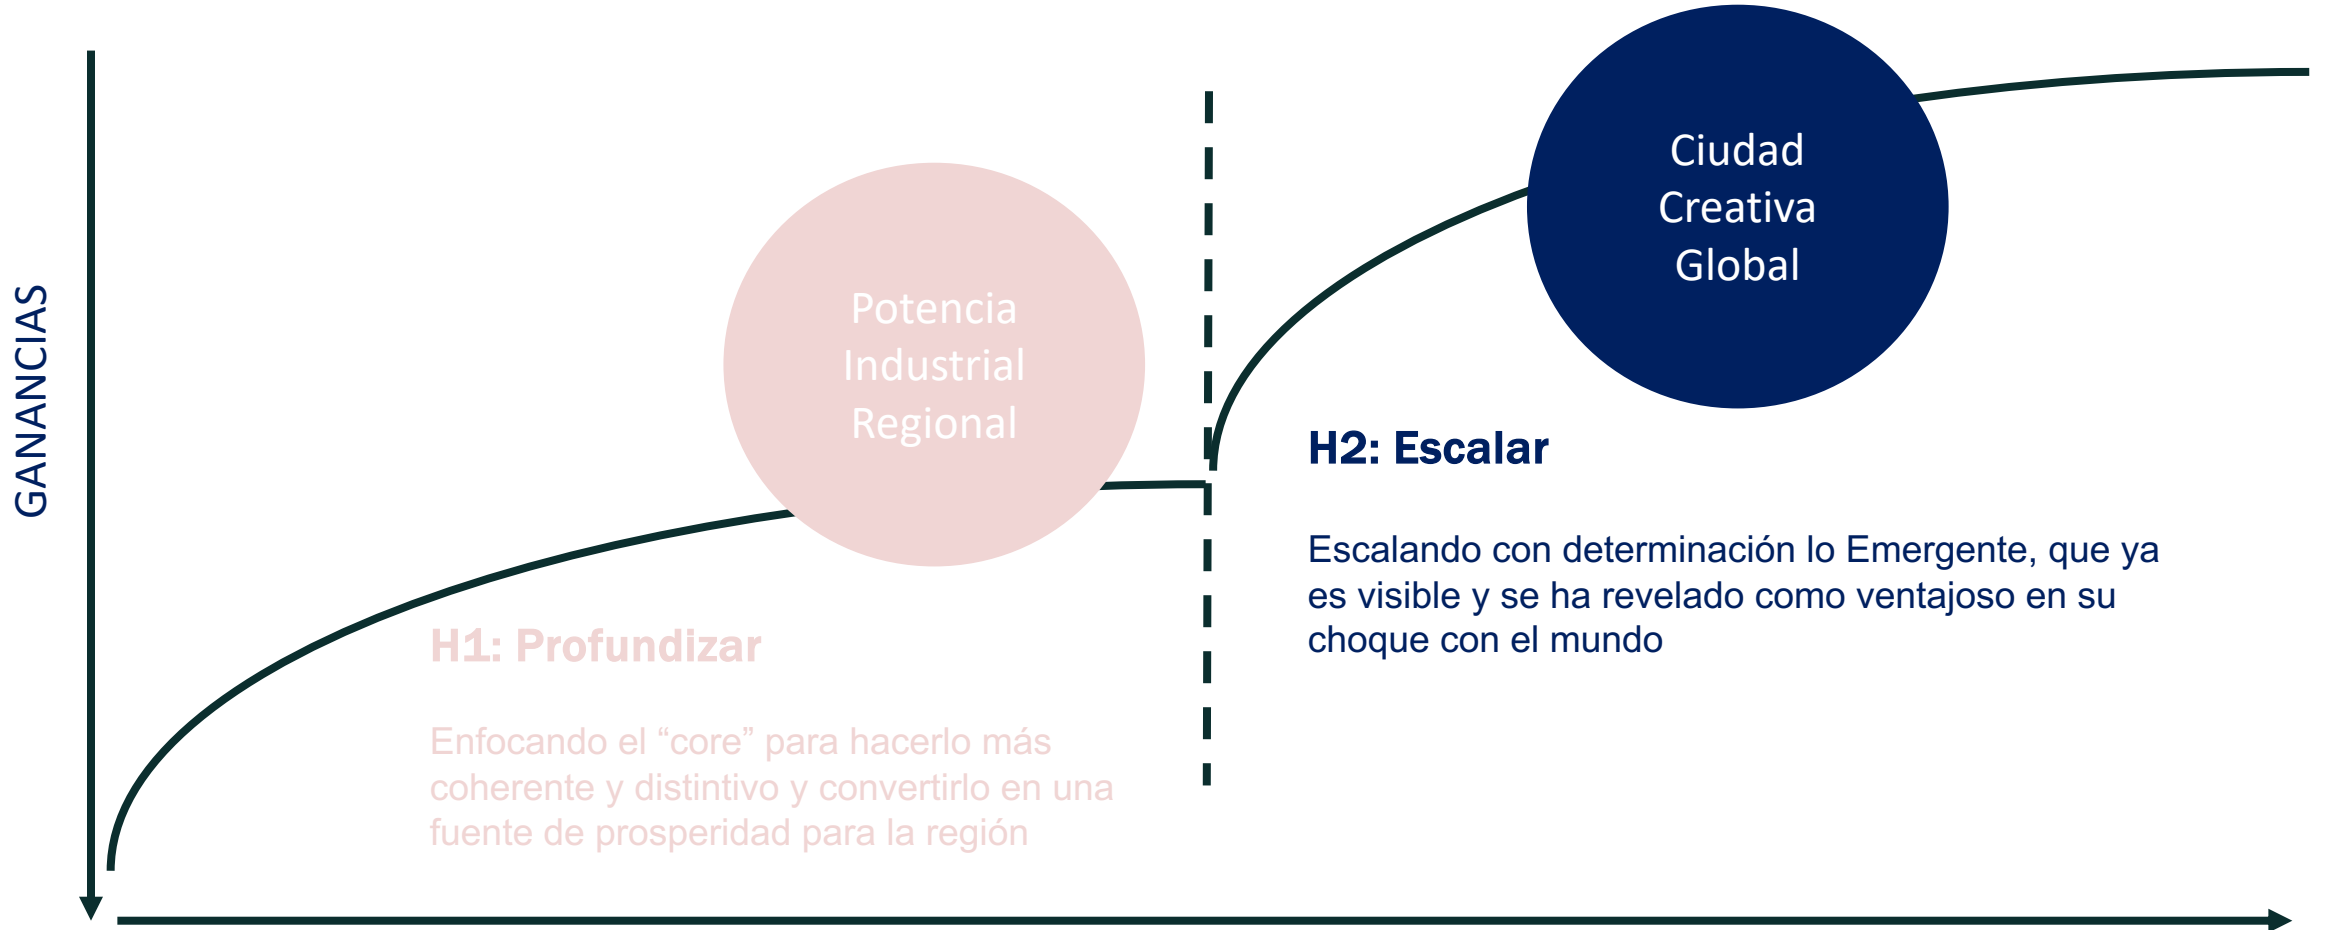 GANANCIAS
Potencia
Industrial
Regional
H1: Profundizar
Enfocando el “core” para hacerlo más
coherente y distintivo y convertirlo en una
fuente de prosperidad para la región
Ciudad
Creativa
Global
H2: Escalar
Escalando con determinación lo Emergente, que ya
es visible y se ha revelado como ventajoso en su
choque con el mundo